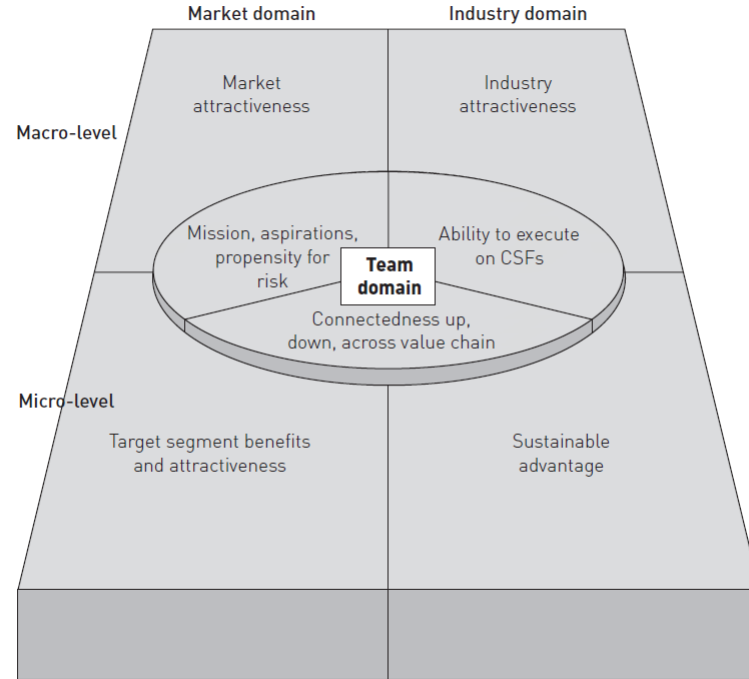 Market domain
Industry domain
Market
attractiveness
Industry
attractiveness
Macro-level
Mission, aspirations,
propensity for
risk
Ability to execute
on CSFs
Team
domain
Connectedness up,
down, across value chain
Micro-level
Target segment benefits
and attractiveness
Sustainable
advantage